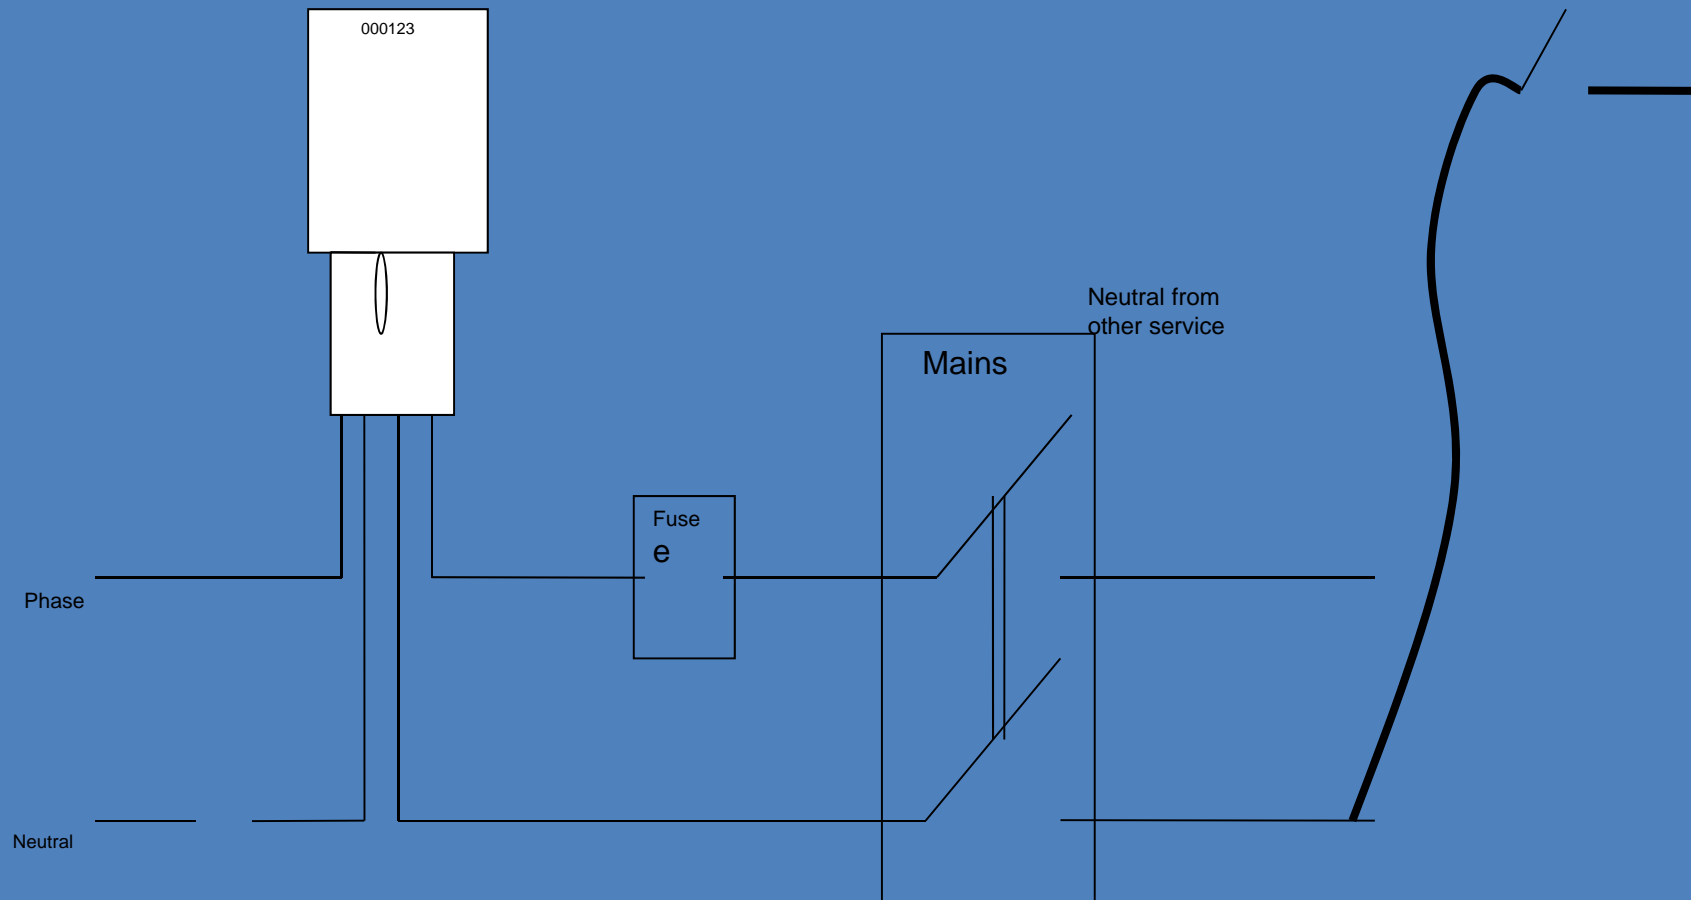 000123
Neutral from
other service
Mains
Fuse
e
Phase
Neutral